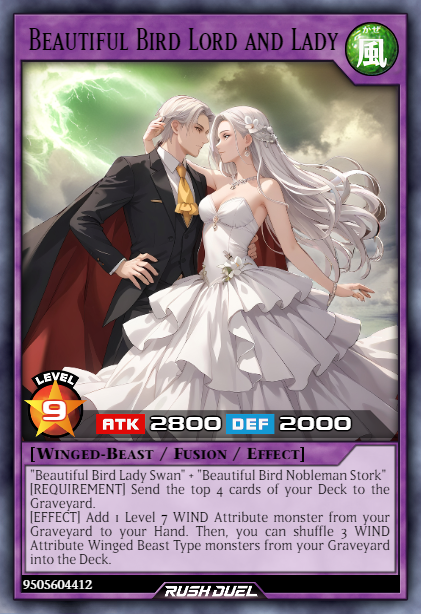 Beautiful Bird Lord and Lady
かぜ
風
LEVEL
9
ATK 2800 DEF 2000
[Winged-Beast / Fusion / Effect]
"Beautiful Bird Lady Swan" + "Beautiful Bird Nobleman Stork"
[REQUIREMENT] Send the top 4 cards of your Deck to the
Graveyard.
[EFFECT] Add 1 Level 7 WIND Attribute monster from your
Graveyard to your Hand. Then, you can shuffle 3 WIND
Attribute Winged Beast Type monsters from your Graveyard
into the Deck.
9505604412
RUSH DUEL